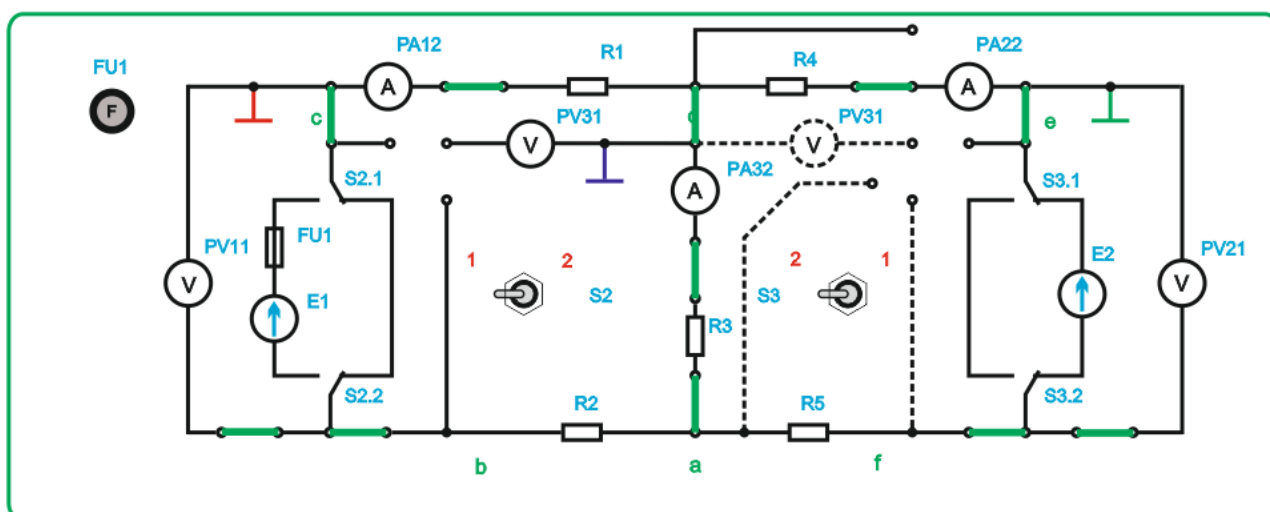 PA12
R1
R4
PA22
FU1
F
A
A
c
PV31
PV31
e
V
V
PA32
S2.1
S3.1
A
FU1
PV11
1
2
2
1
E2
PV21
V
E1
S2
S3
V
R3
S2.2
R2
R5
S3.2
b
a
f